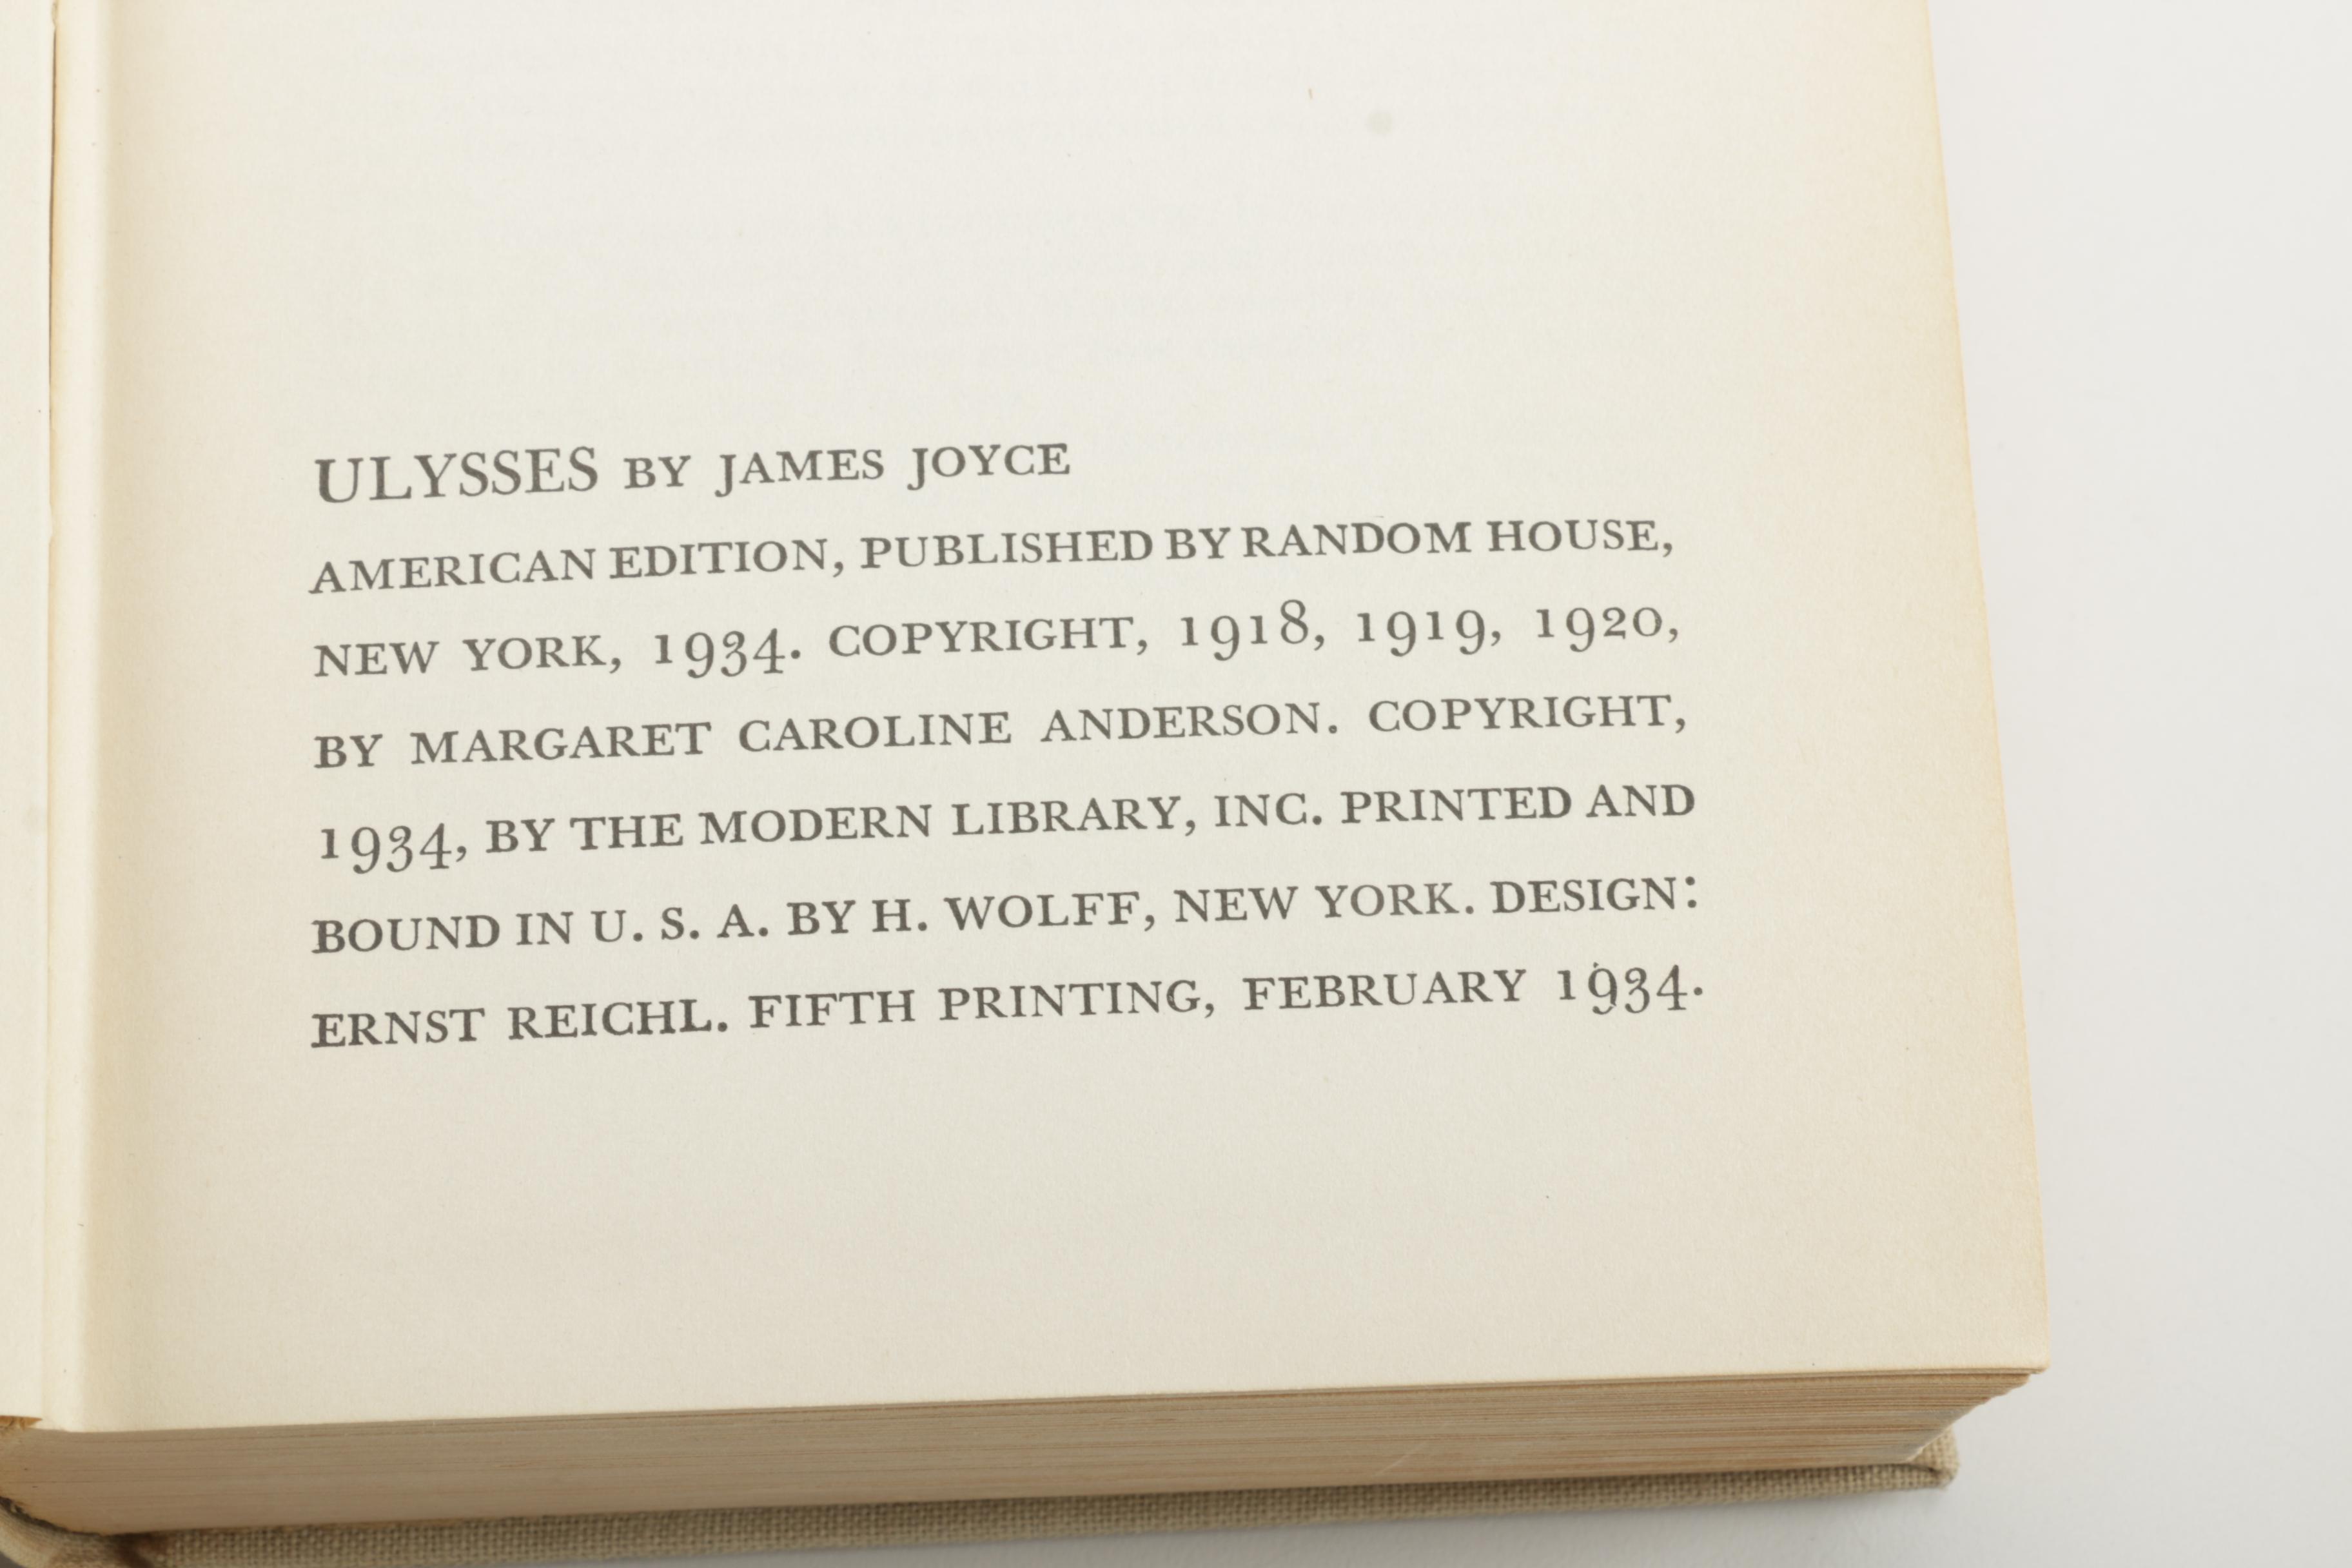 ULYSSES BY JAMES JOYCE
AMERICAN EDITION, PUBLISHED BY RANDOM HOUSE,
NEW YORK, 1934. COPYRIGHT, 1918, 1919, 1920,
BY MARGARET CAROLINE ANDERSON. COPYRIGHT,
1934, BY THE MODERN LIBRARY, INC. PRINTED AND
BOUND IN U. S. A. BY H. WOLFF, NEW YORK. DESIGN:
ERNST REICHL. FIFTH PRINTING, FEBRUARY 1934.